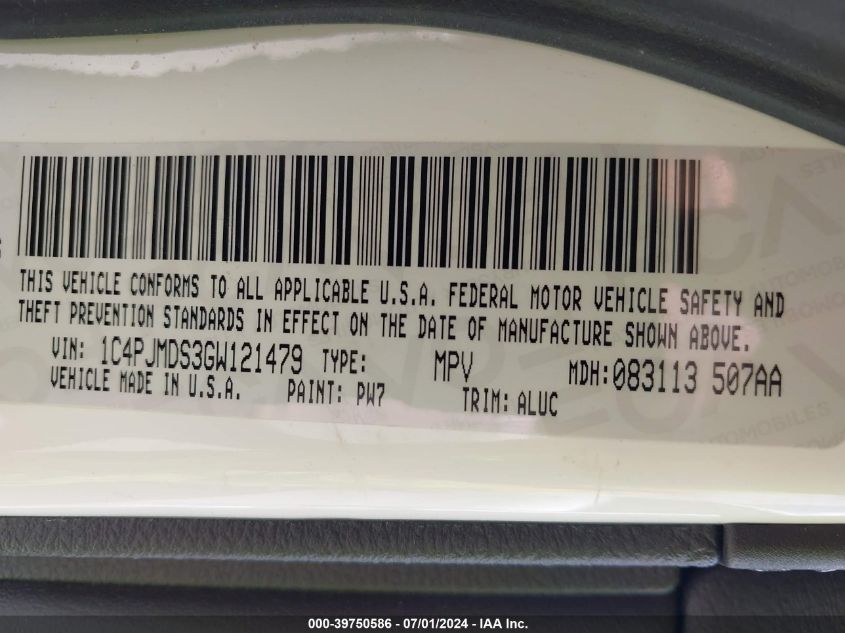 THIS VEHICLE CONFORMS TO ALL APPLICABLE U.S.A. FEDERAL MOTOR VEHICLE SAFETY AND
THEFT PREVENTION STANDARDS IN EFFECT ON THE DATE OF MANUFACTURE SHOWN ABOVE.
VIN: 1C4PJMDS3GW121479 TYPE: MPV MDH: 083113 507AA
VEHICLE MADE IN U.S.A. PAINT: PW7 TRIM: ALUC
000-39750586 - 07/01/2024 - IAA Inc.